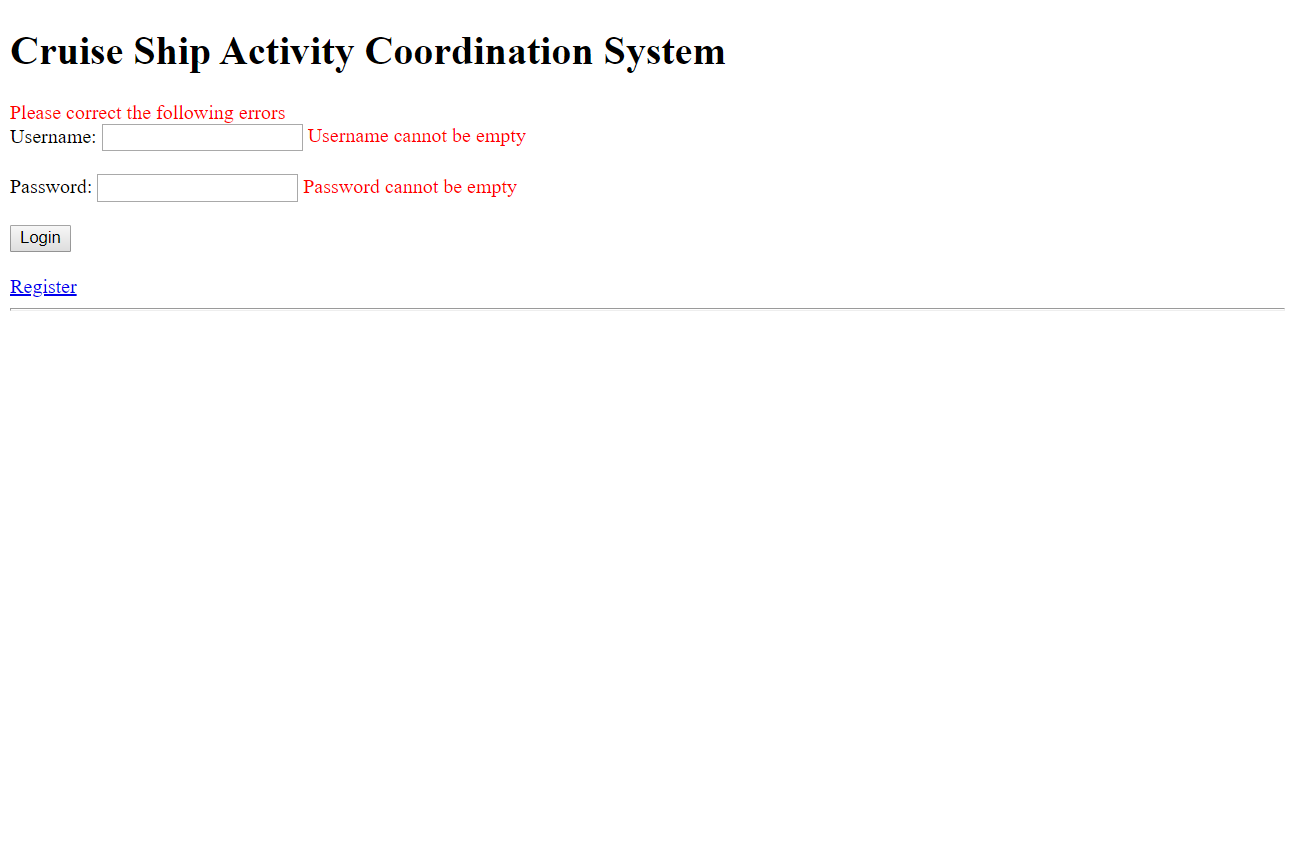 Cruise Ship Activity Coordination System
Please correct the following errors
Username: Username cannot be empty
Password: Password cannot be empty
Login
Register